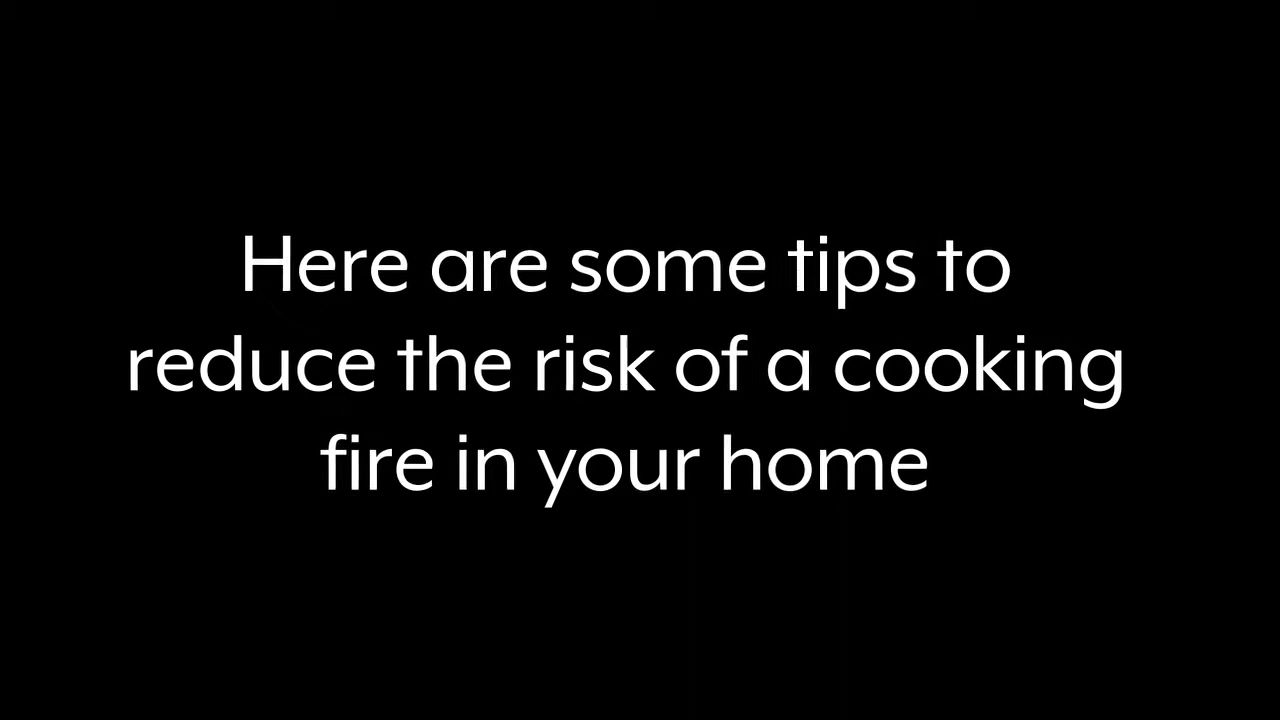 Here are some tips to
reduce the risk of a cooking
fire in your home